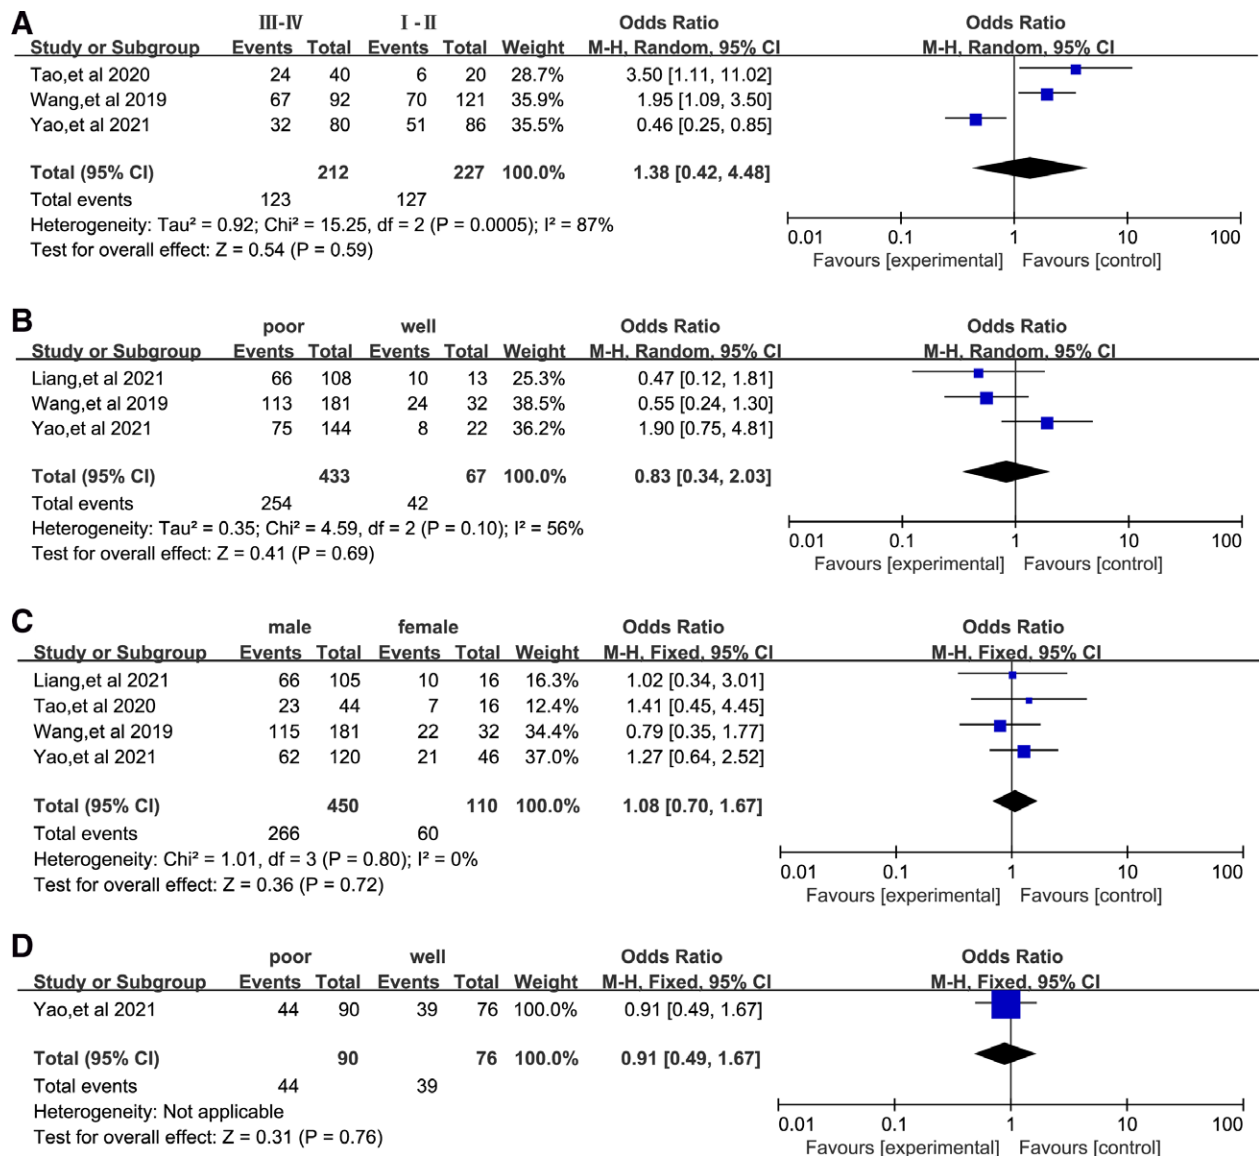 A
III-IV I - II Odds Ratio Odds Ratio
Study or Subgroup Events Total Events Total Weight M-H, Random, 95% CI M-H, Random, 95% CI
Tao,et al 2020 24 40 6 20 28.7% 3.50 [1.11, 11.02]
Wang,et al 2019 67 92 70 121 35.9% 1.95 [1.09, 3.50]
Yao,et al 2021 32 80 51 86 35.5% 0.46 [0.25, 0.85]
Total (95% CI) 212 227 100.0% 1.38 [0.42, 4.48]
Total events 123 127
Heterogeneity: Tau² = 0.92; Chi² = 15.25, df = 2 (P = 0.0005); I² = 87%
Test for overall effect: Z = 0.54 (P = 0.59)
0.01 0.1 1 10 100
Favours [experimental] Favours [control]
B
poor well Odds Ratio Odds Ratio
Study or Subgroup Events Total Events Total Weight M-H, Random, 95% CI M-H, Random, 95% CI
Liang,et al 2021 66 108 10 13 25.3% 0.47 [0.12, 1.81]
Wang,et al 2019 113 181 24 32 38.5% 0.55 [0.24, 1.30]
Yao,et al 2021 75 144 8 22 36.2% 1.90 [0.75, 4.81]
Total (95% CI) 433 67 100.0% 0.83 [0.34, 2.03]
Total events 254 42
Heterogeneity: Tau² = 0.35; Chi² = 4.59, df = 2 (P = 0.10); I² = 56%
Test for overall effect: Z = 0.41 (P = 0.69)
0.01 0.1 1 10 100
Favours [experimental] Favours [control]
C
male female Odds Ratio Odds Ratio
Study or Subgroup Events Total Events Total Weight M-H, Fixed, 95% CI M-H, Fixed, 95% CI
Liang,et al 2021 66 105 10 16 16.3% 1.02 [0.34, 3.01]
Tao,et al 2020 23 44 7 16 12.4% 1.41 [0.45, 4.45]
Wang,et al 2019 115 181 22 32 34.4% 0.79 [0.35, 1.77]
Yao,et al 2021 62 120 21 46 37.0% 1.27 [0.64, 2.52]
Total (95% CI) 450 110 100.0% 1.08 [0.70, 1.67]
Total events 266 60
Heterogeneity: Chi² = 1.01, df = 3 (P = 0.80); I² = 0%
Test for overall effect: Z = 0.36 (P = 0.72)
0.01 0.1 1 10 100
Favours [experimental] Favours [control]
D
poor well Odds Ratio Odds Ratio
Study or Subgroup Events Total Events Total Weight M-H, Fixed, 95% CI M-H, Fixed, 95% CI
Yao,et al 2021 44 90 39 76 100.0% 0.91 [0.49, 1.67]
Total (95% CI) 90 76 100.0% 0.91 [0.49, 1.67]
Total events 44 39
Heterogeneity: Not applicable
Test for overall effect: Z = 0.31 (P = 0.76)
0.01 0.1 1 10 100
Favours [experimental] Favours [control]